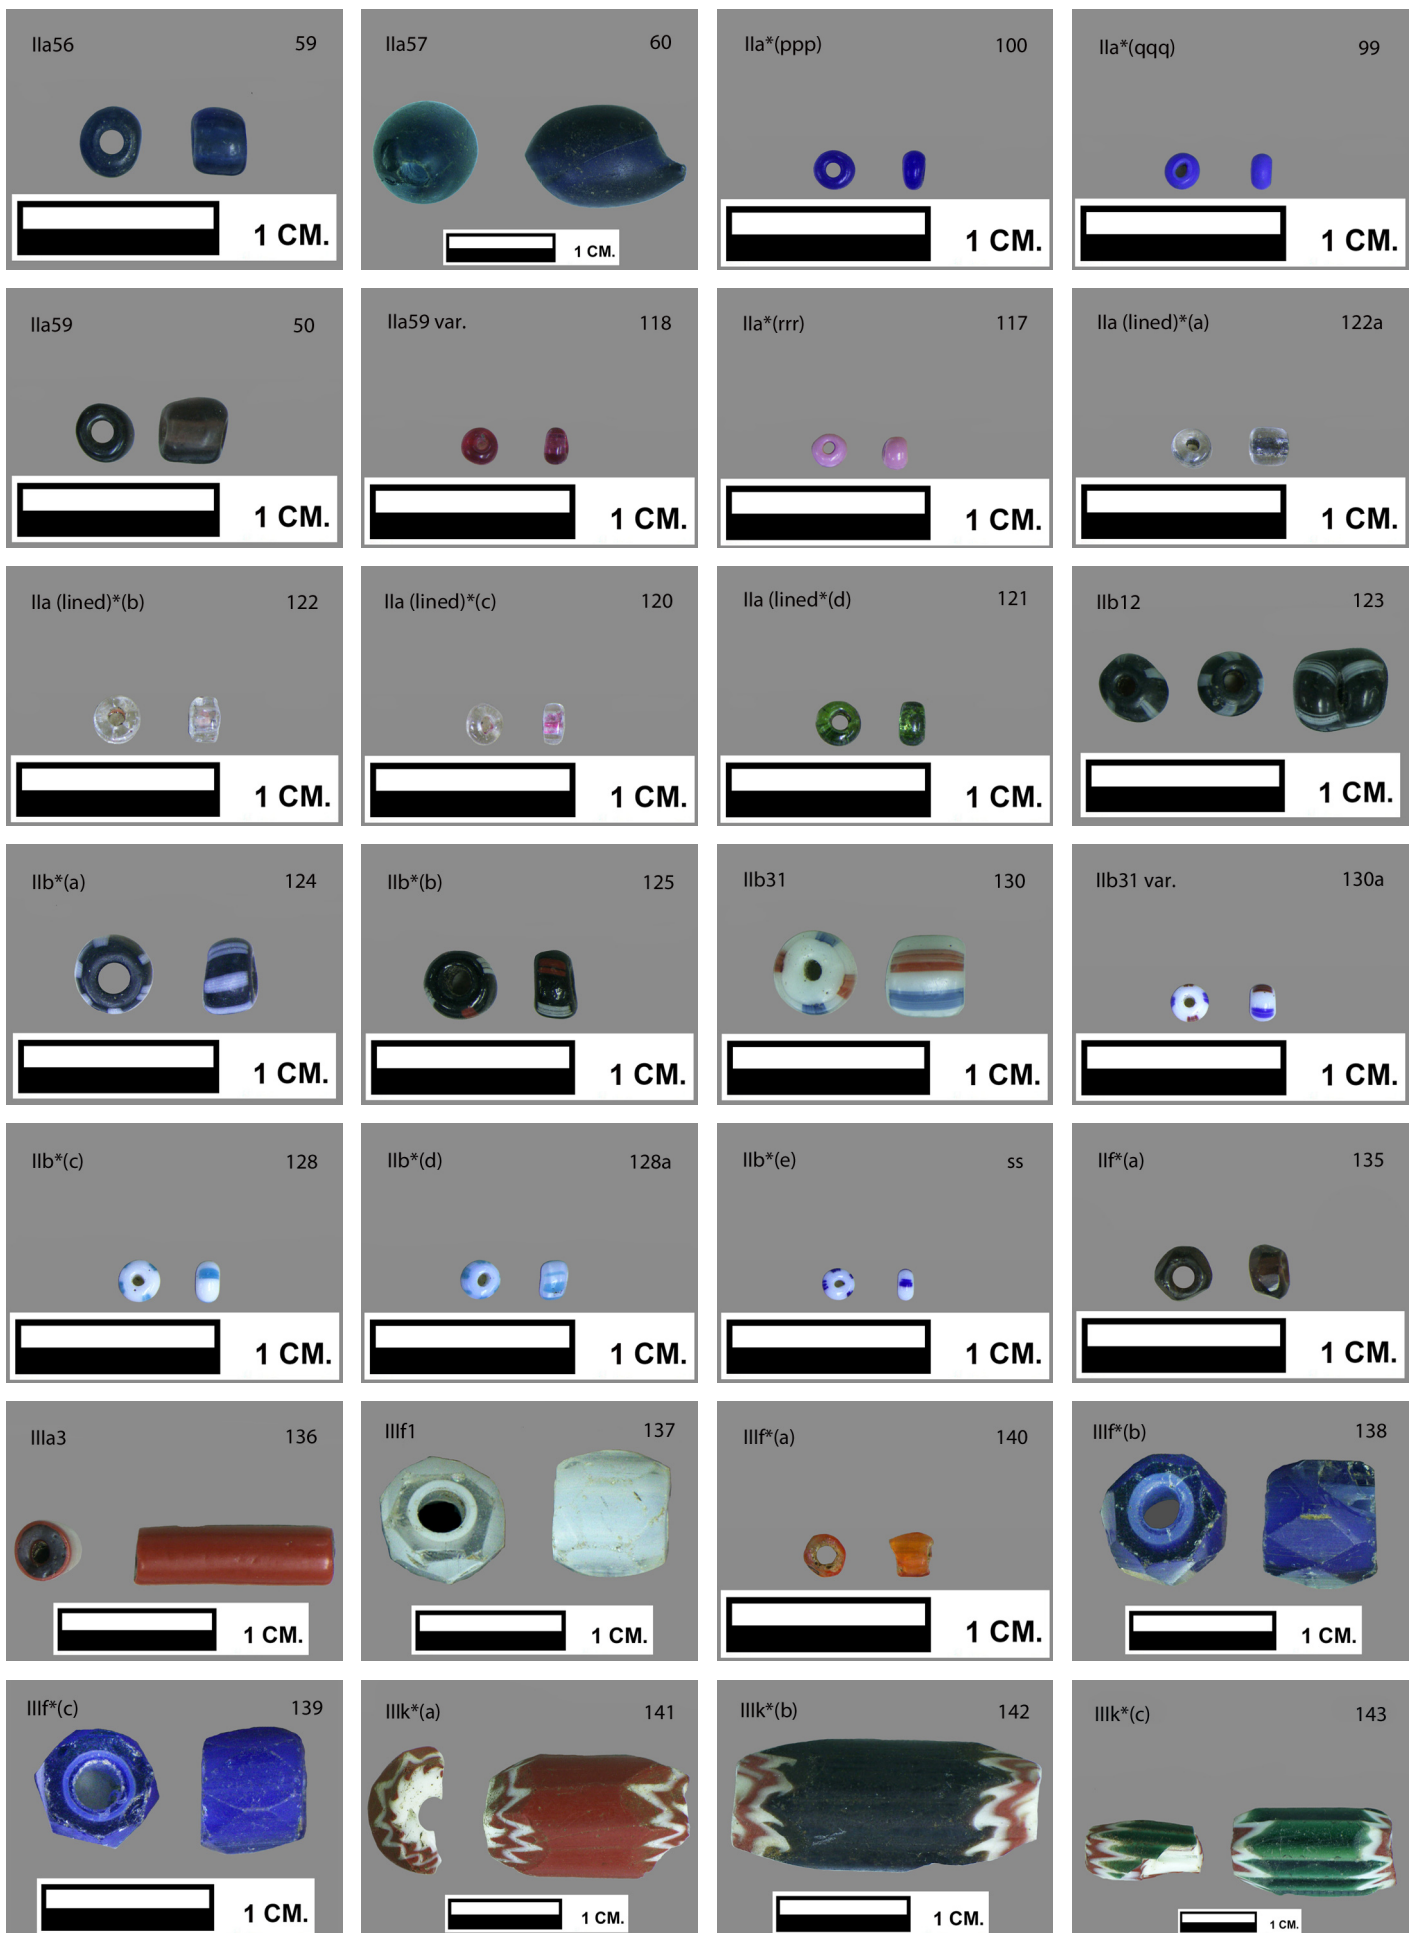 IIa56 59
1 CM.
IIa57 60
1 CM.
IIa*(ppp) 100
1 CM.
IIa*(qqq) 99
1 CM.
IIa59 50
1 CM.
IIa59 var. 118
1 CM.
IIa*(rrr) 117
1 CM.
IIa (lined)*(a) 122a
1 CM.
IIa (lined)*(b) 122
1 CM.
IIa (lined)*(c) 120
1 CM.
IIa (lined*(d) 121
1 CM.
IIb12 123
1 CM.
IIb*(a) 124
1 CM.
IIb*(b) 125
1 CM.
IIb31 130
1 CM.
IIb31 var. 130a
1 CM.
IIb*(c) 128
1 CM.
IIb*(d) 128a
1 CM.
IIb*(e) ss
1 CM.
IIf*(a) 135
1 CM.
IIIa3 136
1 CM.
IIIf1 137
1 CM.
IIIf*(a) 140
1 CM.
IIIf*(b) 138
1 CM.
IIIf*(c) 139
1 CM.
IIIk*(a) 141
1 CM.
IIIk*(b) 142
1 CM.
IIIk*(c) 143
1 CM.